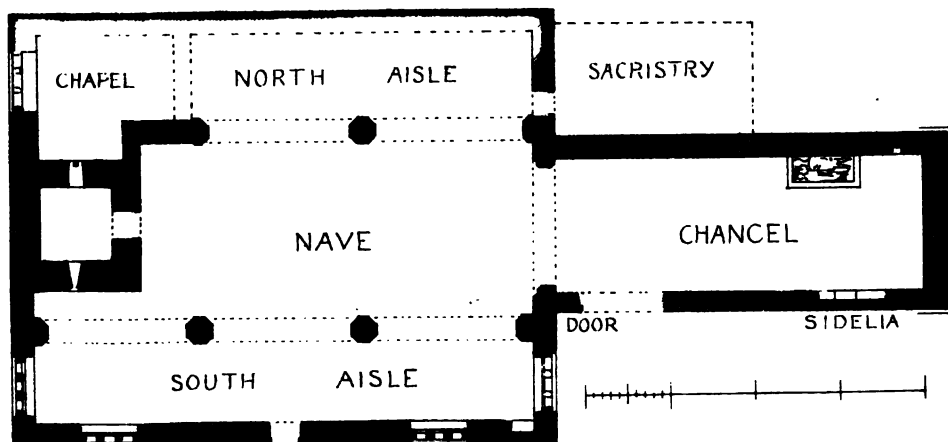 CHAPEL
NORTH AISLE
SACRISTRY
NAVE
CHANCEL
DOOR
SIDELIA
SOUTH AISLE